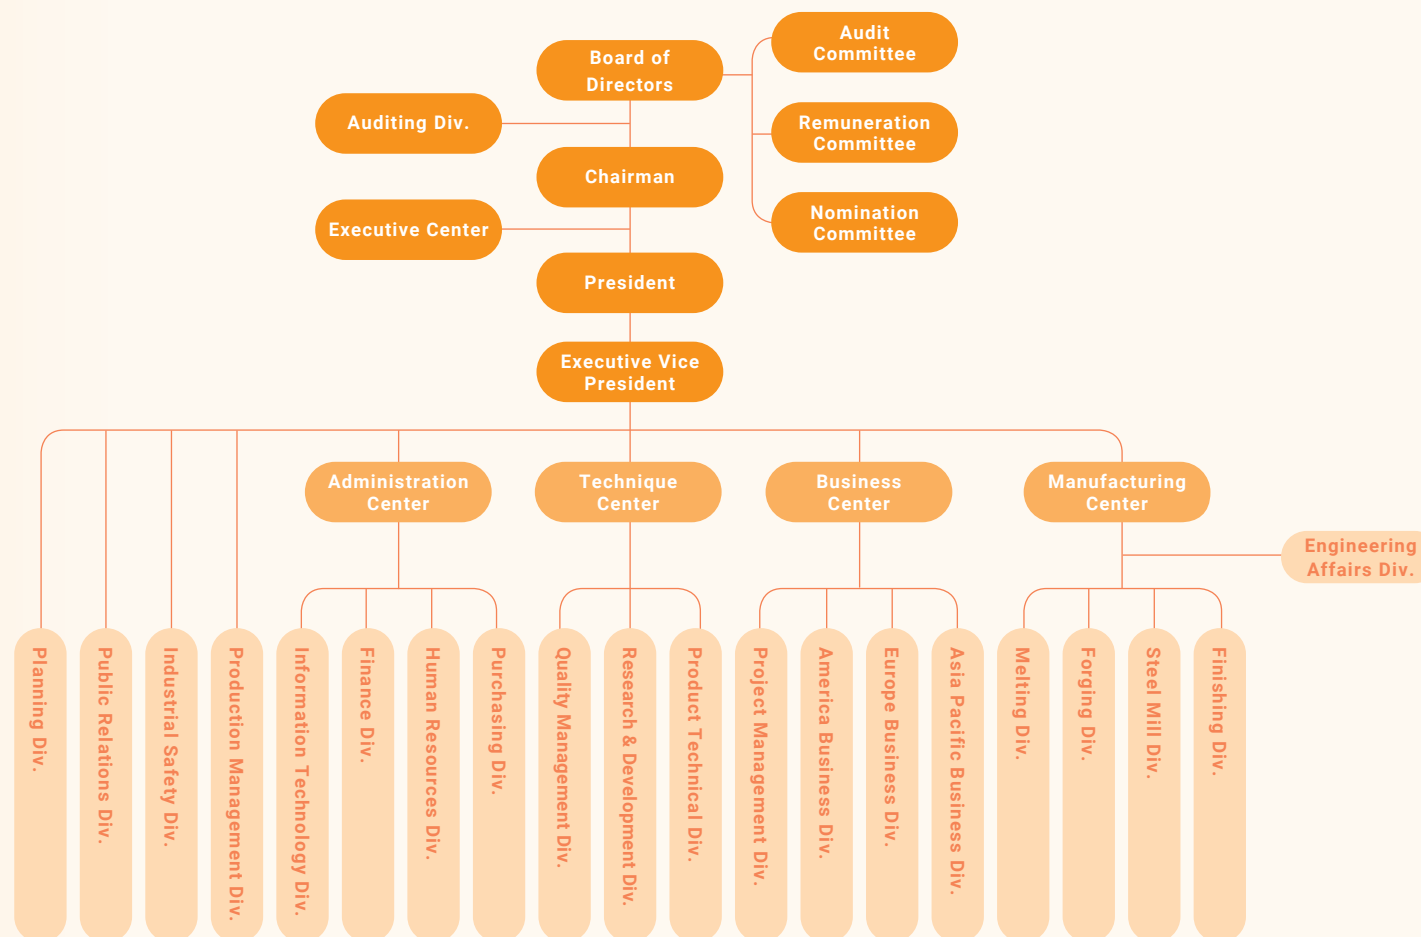 Audit
Committee
Board of
Directors
Auditing Div.
Remuneration
Committee
Chairman
Nomination
Committee
Executive Center
President
Executive Vice
President
Administration
Center
Technique
Center
Business
Center
Manufacturing
Center
Engineering
Affairs Div.
Planning Div.
Public Relations Div.
Industrial Safety Div.
Production Management Div.
Information Technology Div.
Finance Div.
Human Resources Div.
Purchasing Div.
Quality Management Div.
Research & Development Div.
Product Technical Div.
Project Management Div.
America Business Div.
Europe Business Div.
Asia Pacific Business Div.
Melting Div.
Forging Div.
Steel Mill Div.
Finishing Div.